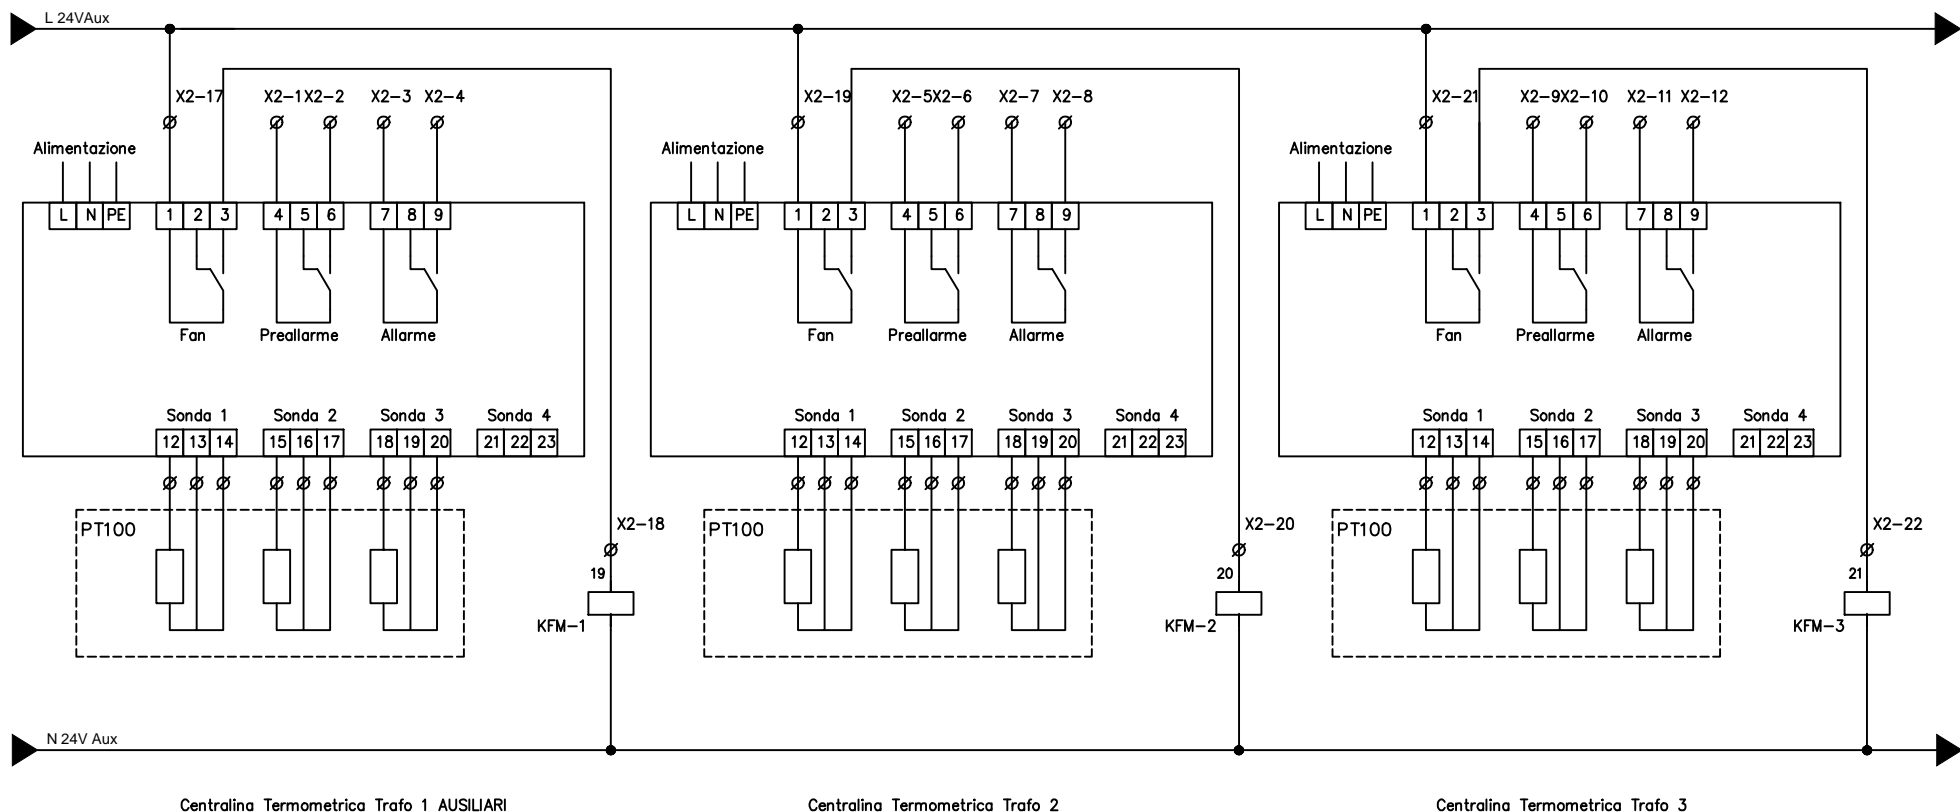 L 24VAux
X2-17 X2-1 X2-2 X2-3 X2-4 X2-19 X2-5 X2-6 X2-7 X2-8 X2-21 X2-9 X2-10 X2-11 X2-12
Alimentazione Alimentazione Alimentazione
L N PE 1 2 3 4 5 6 7 8 9 L N PE 1 2 3 4 5 6 7 8 9 L N PE 1 2 3 4 5 6 7 8 9
Fan Preallarme Allarme Fan Preallarme Allarme Fan Preallarme Allarme
Sonda 1 Sonda 2 Sonda 3 Sonda 4 Sonda 1 Sonda 2 Sonda 3 Sonda 4 Sonda 1 Sonda 2 Sonda 3 Sonda 4
12 13 14 15 16 17 18 19 20 21 22 23 12 13 14 15 16 17 18 19 20 21 22 23 12 13 14 15 16 17 18 19 20 21 22 23
PT100 X2-18 PT100 X2-20 PT100 X2-22
19 20 21
KFM-1 KFM-2 KFM-3
N 24V Aux
Centralina Termometrica Trafo 1 AUSILIARI Centralina Termometrica Trafo 2 Centralina Termometrica Trafo 3